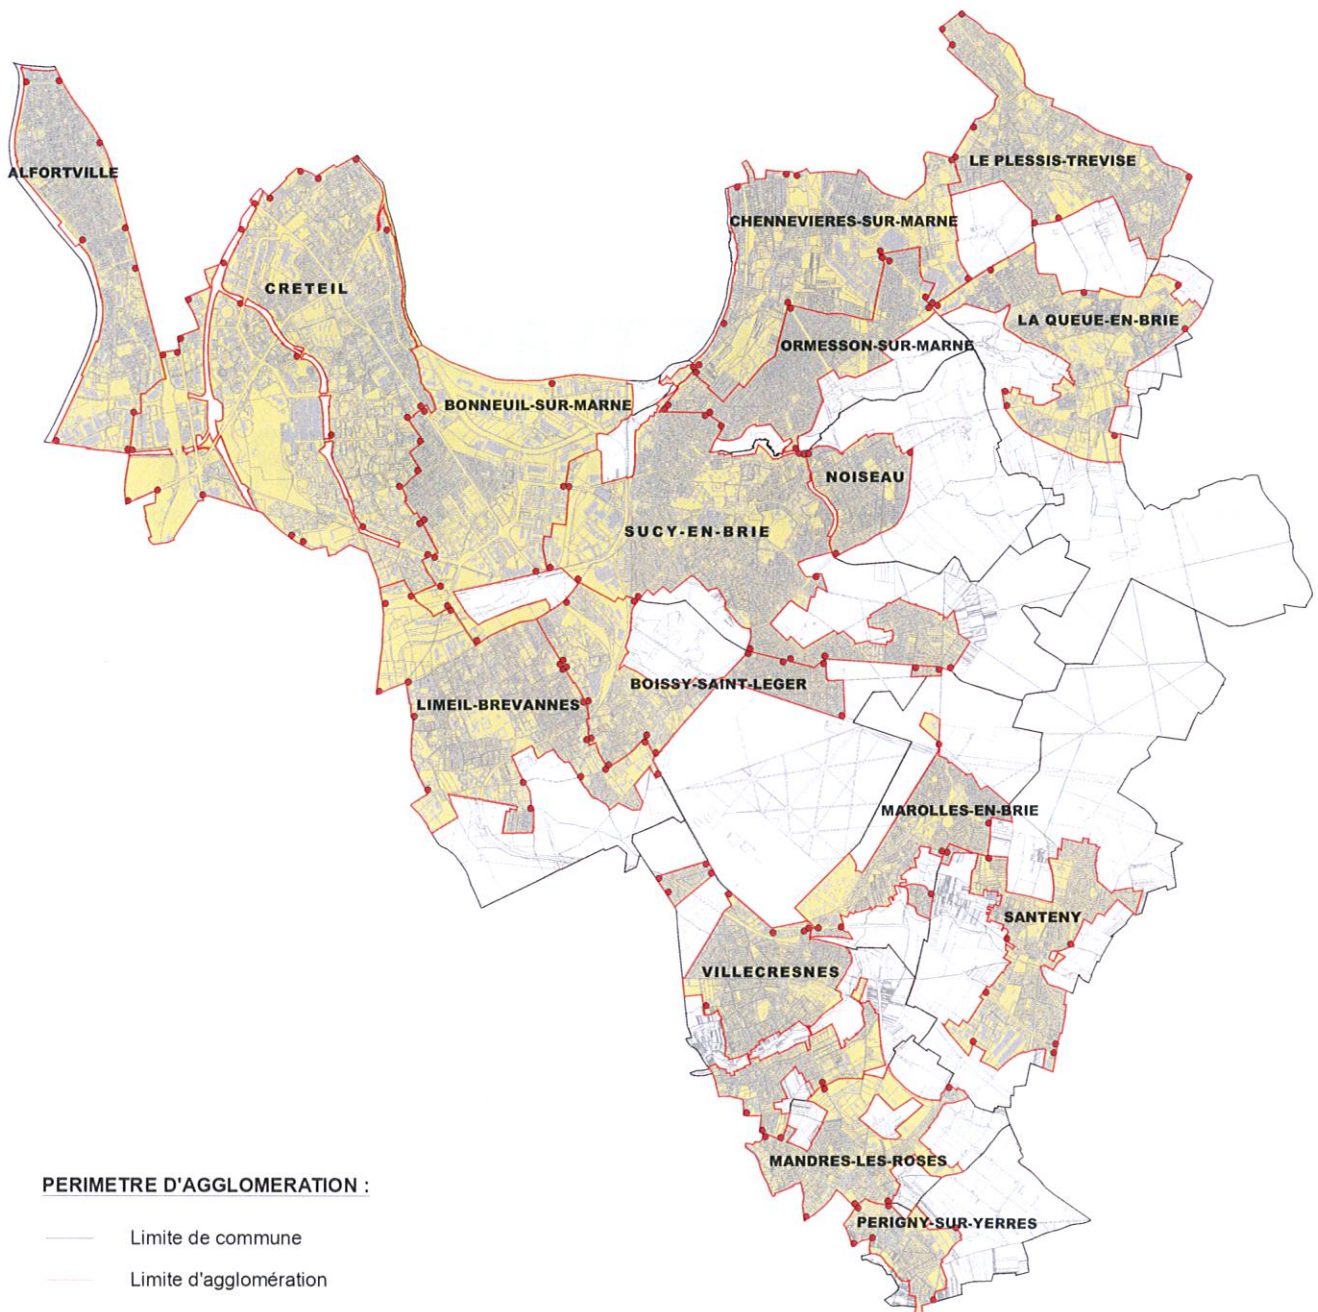 ALFORTVILLE
LE PLESSIS-TREVISE
CHENNEVIERES-SUR-MARNE
CRETEIL
LA QUEUE-EN-BRIE
ORMESSON-SUR-MARNE
BONNEUIL-SUR-MARNE
NOISEAU
SUCY-EN-BRIE
BOISSY-SAINT-LEGER
LIMEIL-BREVANNES
MAROLLES-EN-BRIE
SANTENY
VILLECRESNES
MANDRES-LES-ROSES
PERIGNY-SUR-YERRES
PERIMETRE D'AGGLOMERATION :
Limite de commune
Limite d'agglomération